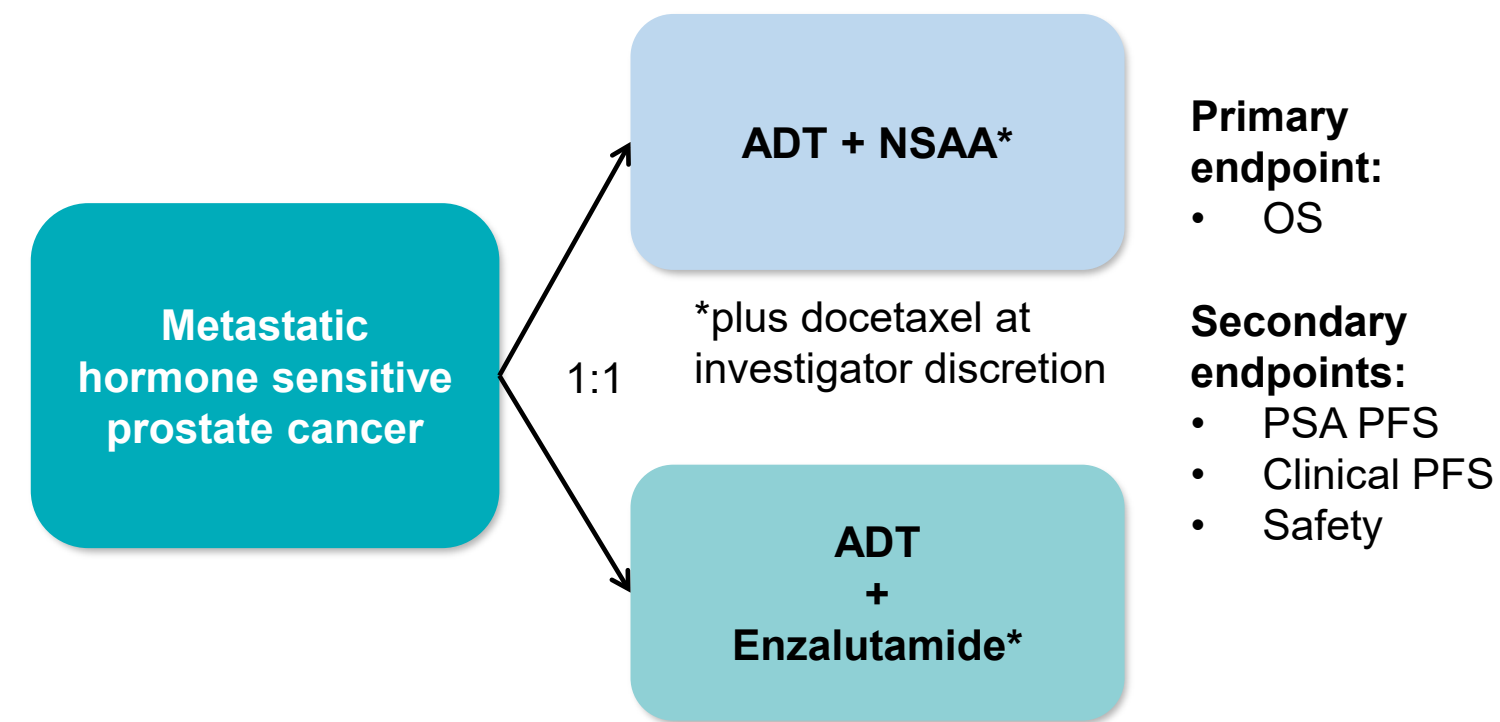 Metastatic
hormone sensitive
prostate cancer
1:1
ADT + NSAA*
*plus docetaxel at
investigator discretion
ADT
+
Enzalutamide*
Primary
endpoint:
• OS
Secondary
endpoints:
• PSA PFS
• Clinical PFS
• Safety